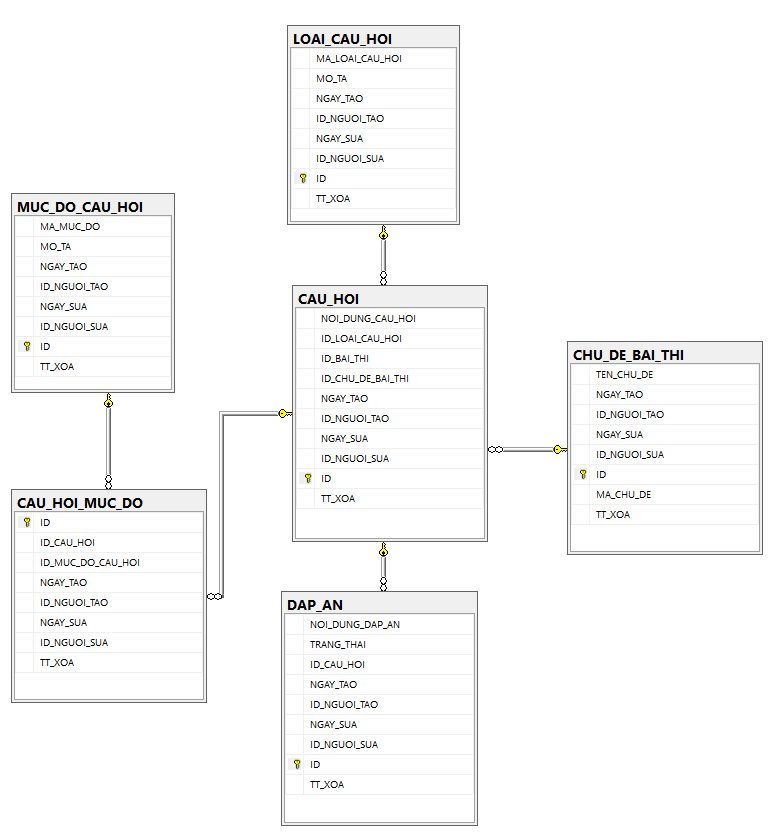 LOAI_CAU_HOI
MA_LOAI_CAU_HOI
MO_TA
NGAY_TAO
ID_NGUOI_TAO
NGAY_SUA
ID_NGUOI_SUA
ID
TT_XOA
MUC_DO_CAU_HOI
MA_MUC_DO
MO_TA
NGAY_TAO
ID_NGUOI_TAO
NGAY_SUA
ID_NGUOI_SUA
ID
TT_XOA
CAU_HOI
NOI_DUNG_CAU_HOI
ID_LOAI_CAU_HOI
ID_BAI_THI
ID_CHU_DE_BAI_THI
NGAY_TAO
ID_NGUOI_TAO
NGAY_SUA
ID_NGUOI_SUA
ID
TT_XOA
CHU_DE_BAI_THI
TEN_CHU_DE
NGAY_TAO
ID_NGUOI_TAO
NGAY_SUA
ID_NGUOI_SUA
ID
MA_CHU_DE
TT_XOA
CAU_HOI_MUC_DO
ID
ID_CAU_HOI
ID_MUC_DO_CAU_HOI
NGAY_TAO
ID_NGUOI_TAO
NGAY_SUA
ID_NGUOI_SUA
TT_XOA
DAP_AN
NOI_DUNG_DAP_AN
TRANG_THAI
ID_CAU_HOI
NGAY_TAO
ID_NGUOI_TAO
NGAY_SUA
ID_NGUOI_SUA
ID
TT_XOA